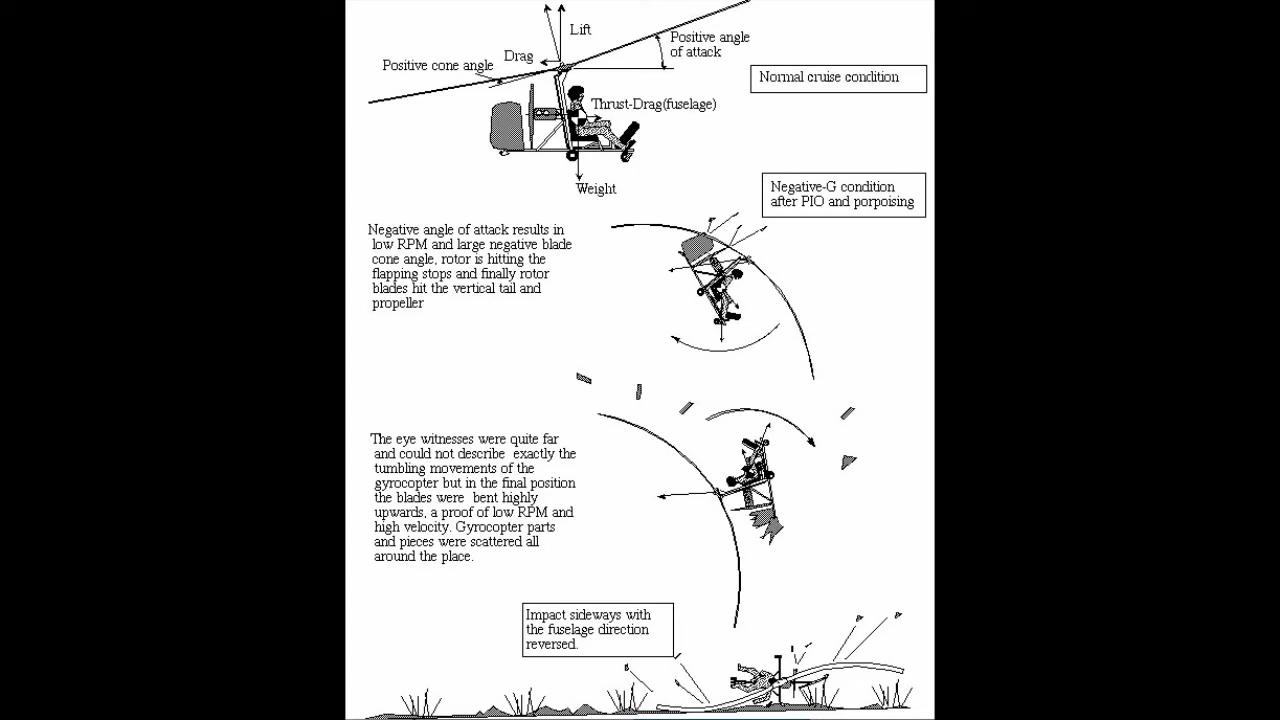 Lift
Positive angle
of attack
Drag
Positive cone angle
Normal cruise condition
Thrust-Drag(fuselage)
Weight
Negative-G condition
after PIO and porpoising
Negative angle of attack results in
low RPM and large negative blade
cone angle, rotor is hitting the
flapping stops and finally rotor
blades hit the vertical tail and
propeller
The eye witnesses were quite far
and could not describe exactly the
tumbling movements of the
gyrocopter but in the final position
the blades were bent highly
upwards, a proof of low RPM and
high velocity. Gyrocopter parts
and pieces were scattered all
around the place.
Impact sideways with
the fuselage direction
reversed.